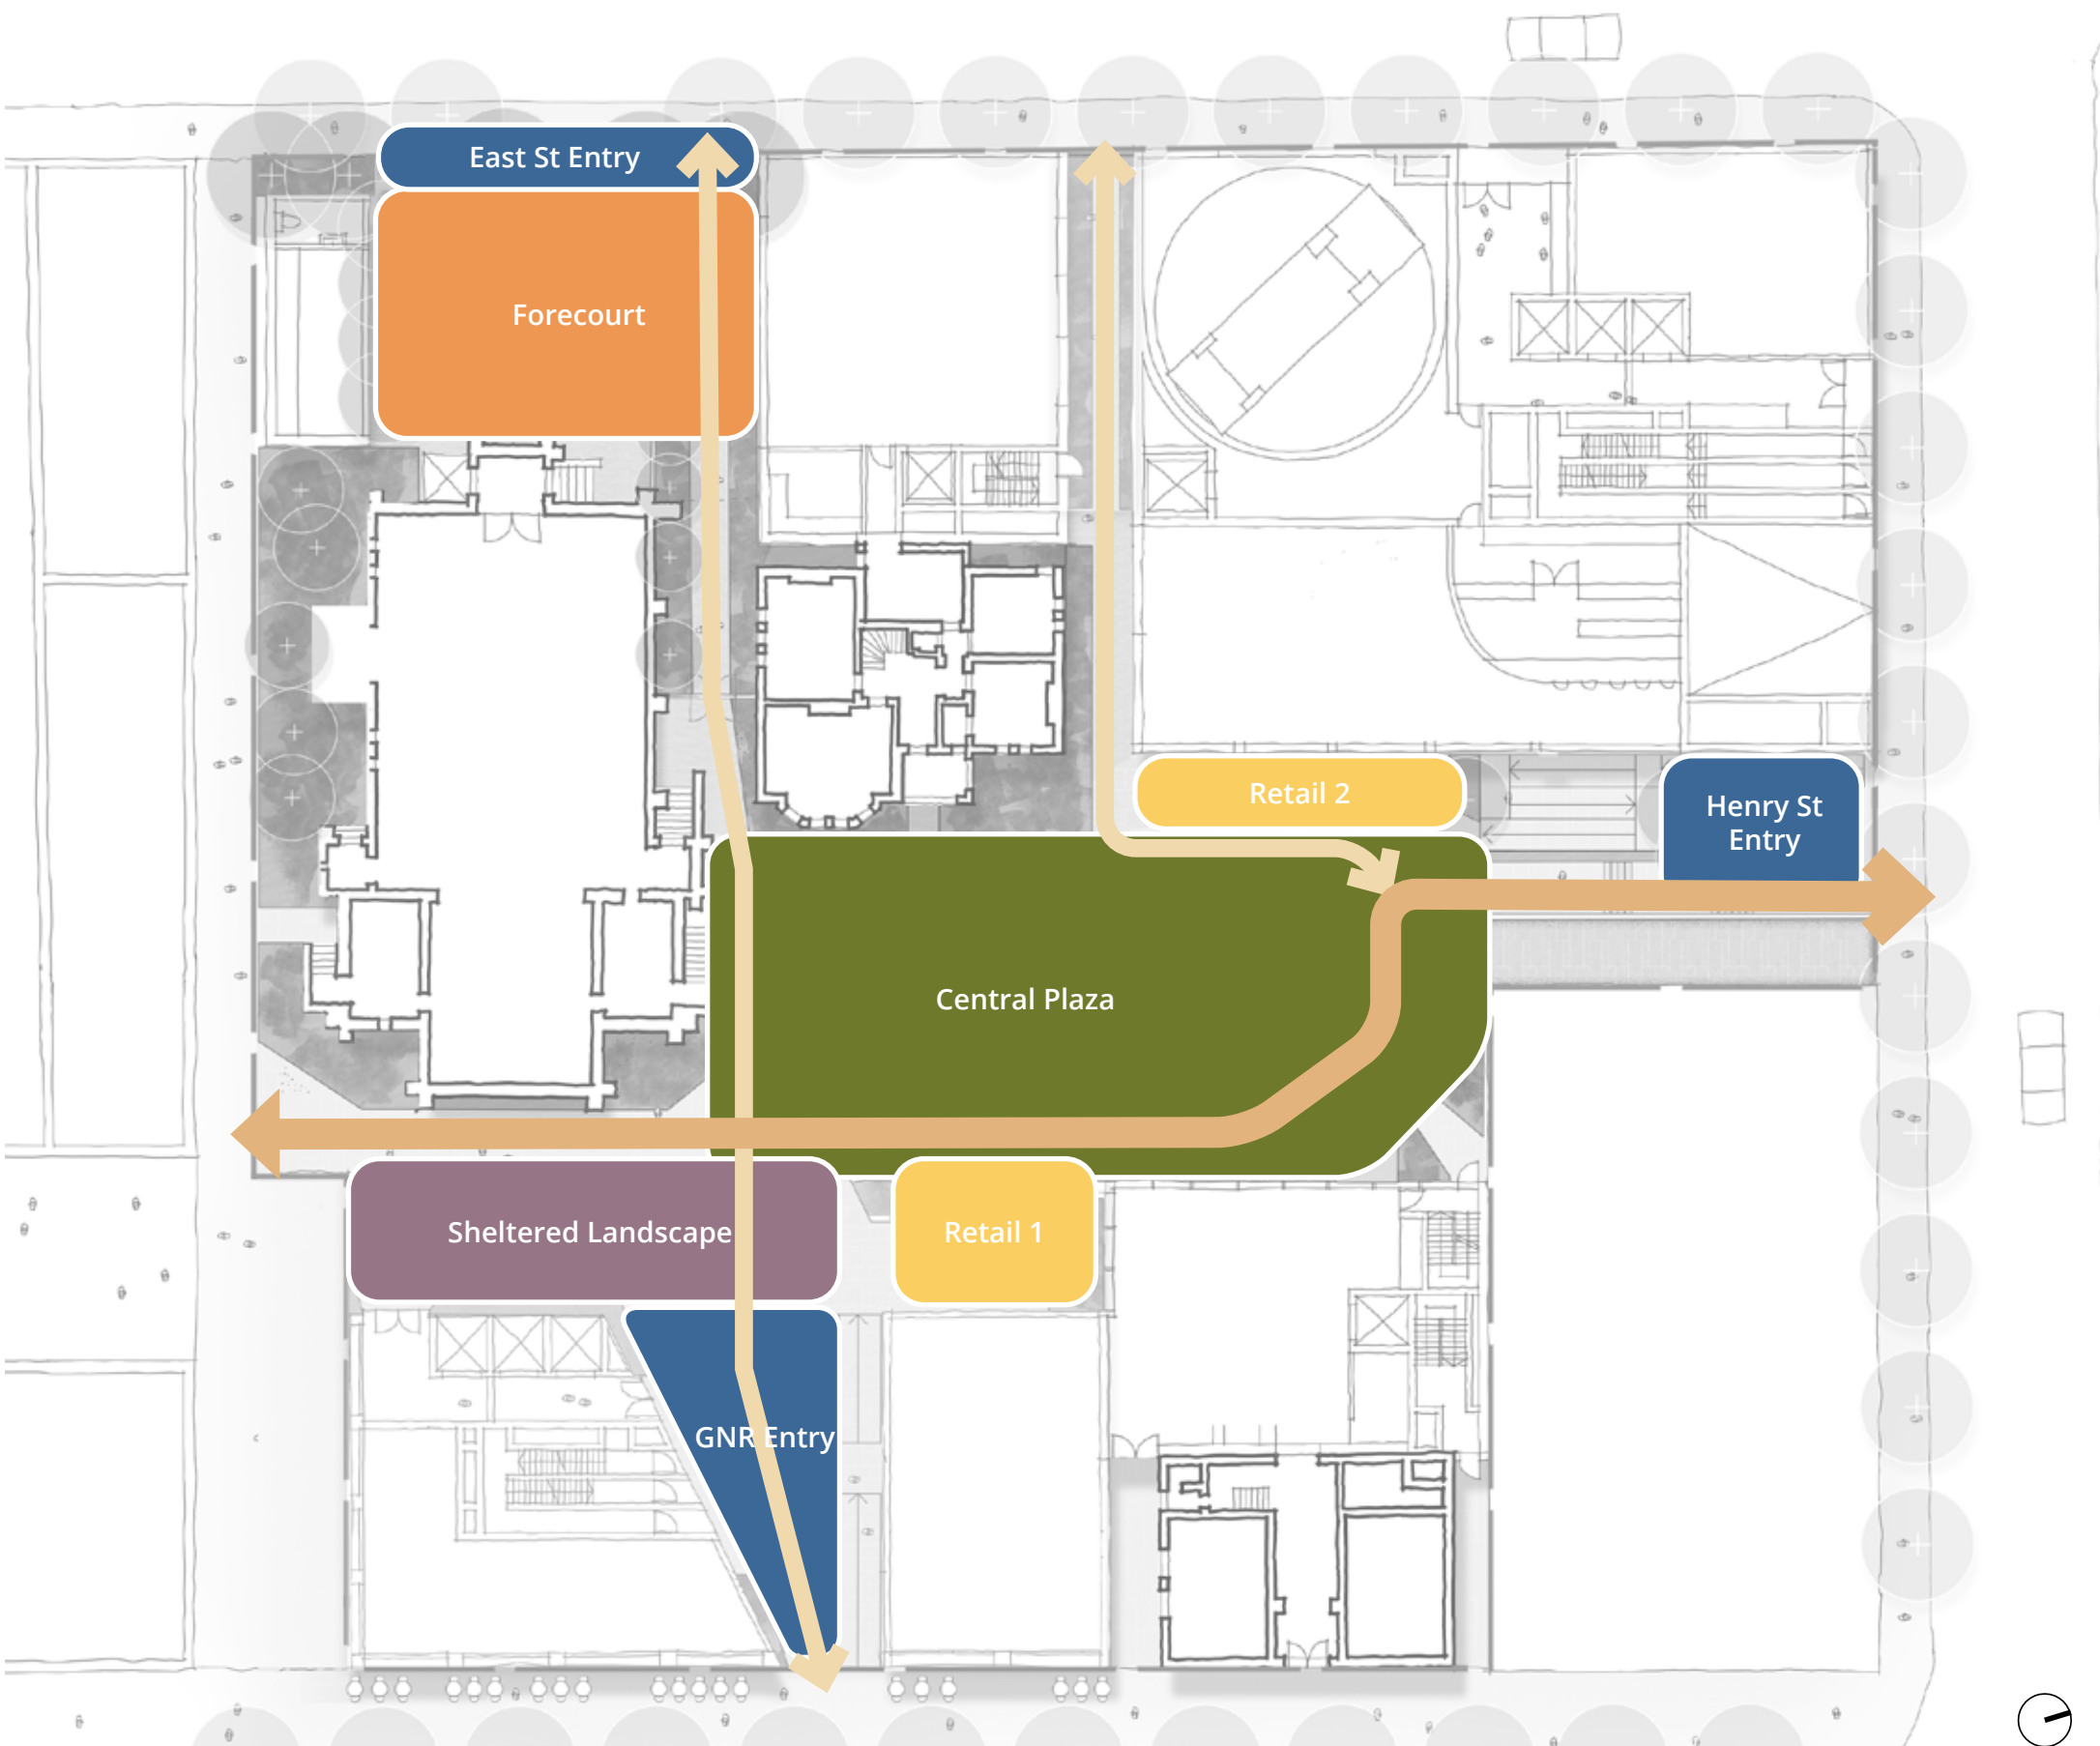 East St Entry
Forecourt
Retail 2
Henry St
Entry
Central Plaza
Sheltered Landscape
Retail 1
GNR Entry